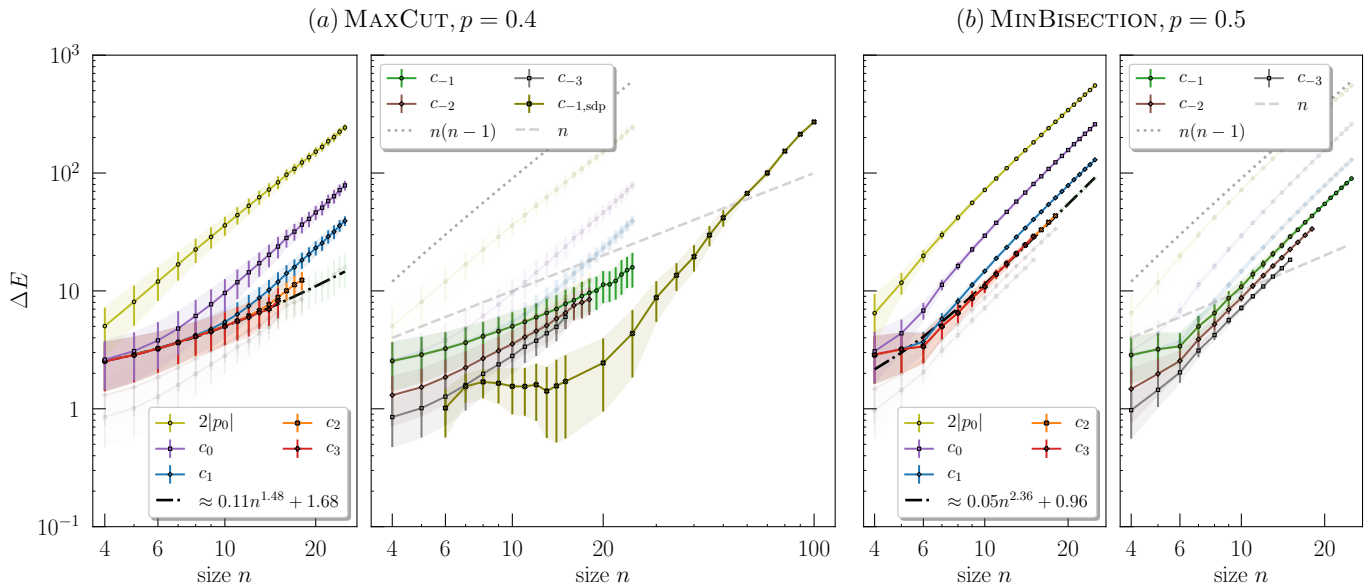 (a) MAXCUT, p = 0.4
(b) MINBISECTION, p = 0.5
ΔE
10³
10²
10
1
10⁻¹
2|p₀|
c₀
c₁
c₂
c₃
≈ 0.11n^1.48 + 1.68
4 6 10 20
size n
c₋₁
c₋₂
n(n − 1)
c₋₃
c₋₁,sdp
n
4 6 10 20 100
size n
2|p₀|
c₀
c₁
c₂
c₃
≈ 0.05n^2.36 + 0.96
4 6 10 20
size n
c₋₁
c₋₂
n(n − 1)
c₋₃
n
4 6 10 20
size n